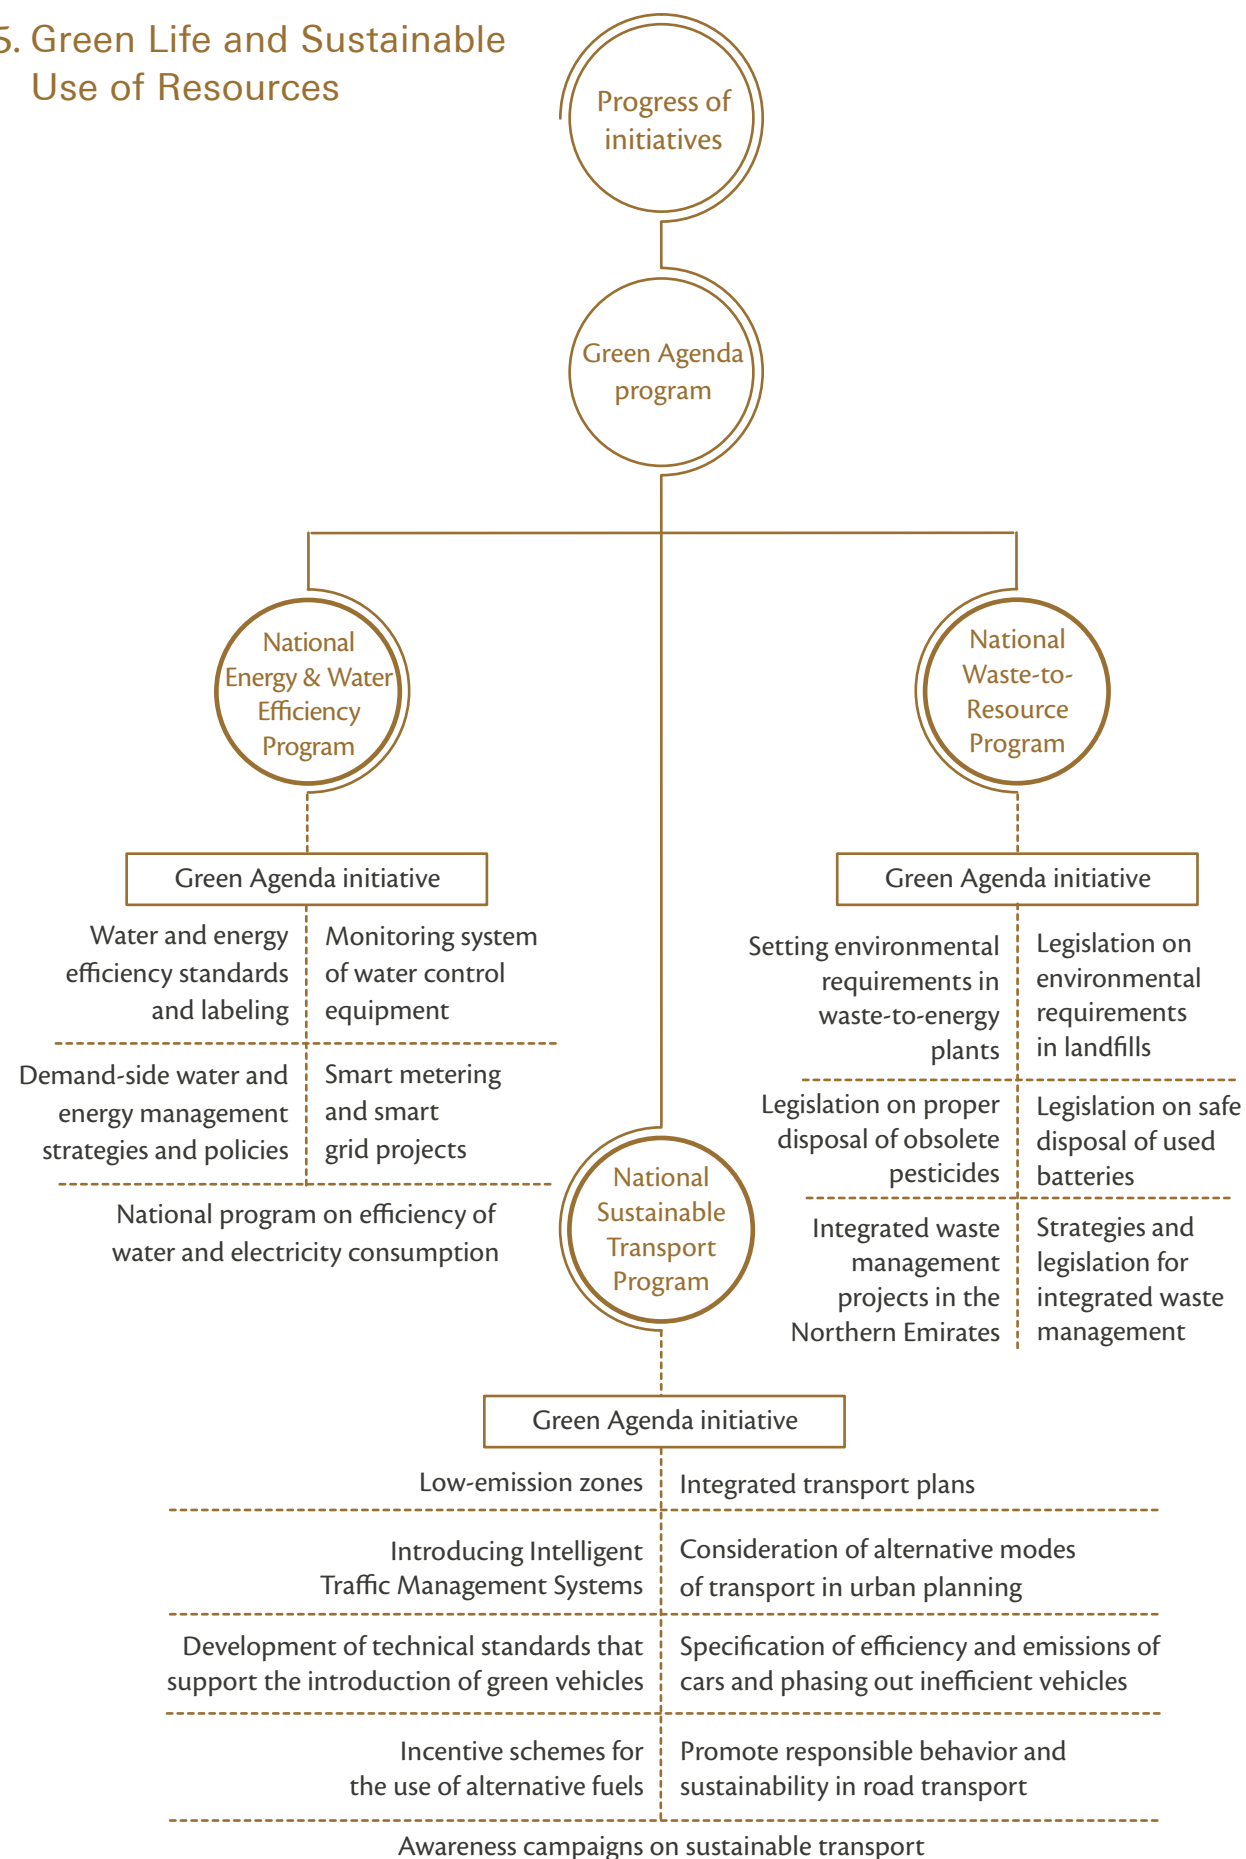 5. Green Life and Sustainable
Use of Resources
Progress of
initiatives
Green Agenda
program
National
Energy & Water
Efficiency
Program
Green Agenda initiative
Water and energy
efficiency standards
and labeling
Monitoring system
of water control
equipment
Demand-side water and
energy management
strategies and policies
Smart metering
and smart
grid projects
National program on efficiency of
water and electricity consumption
National
Waste-to-
Resource
Program
Green Agenda initiative
Setting environmental
requirements in
waste-to-energy
plants
Legislation on
environmental
requirements
in landfills
Legislation on proper
disposal of obsolete
pesticides
Legislation on safe
disposal of used
batteries
Integrated waste
management
projects in the
Northern Emirates
Strategies and
legislation for
integrated waste
management
National
Sustainable
Transport
Program
Green Agenda initiative
Low-emission zones
Integrated transport plans
Introducing Intelligent
Traffic Management Systems
Consideration of alternative modes
of transport in urban planning
Development of technical standards that
support the introduction of green vehicles
Specification of efficiency and emissions of
cars and phasing out inefficient vehicles
Incentive schemes for
the use of alternative fuels
Promote responsible behavior and
sustainability in road transport
Awareness campaigns on sustainable transport